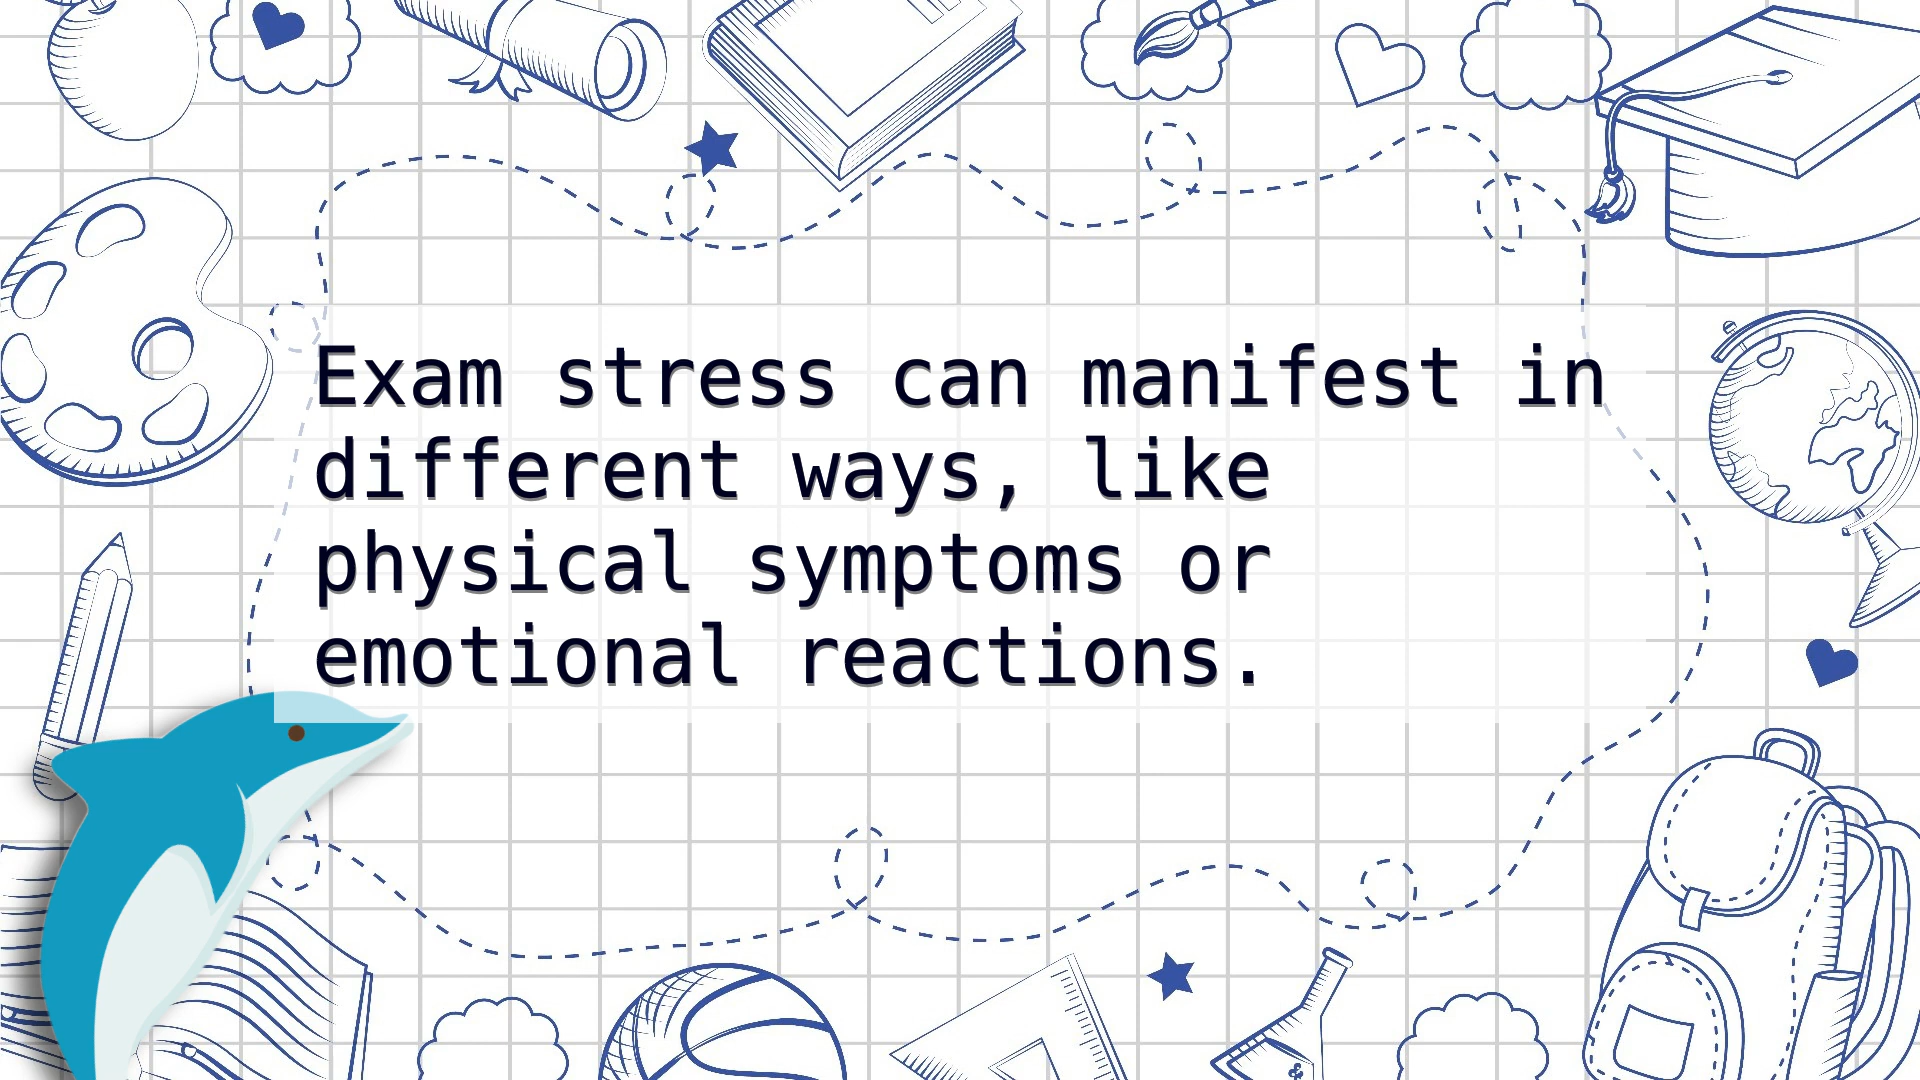 Exam stress can manifest in
different ways, like
physical symptoms or
emotional reactions.